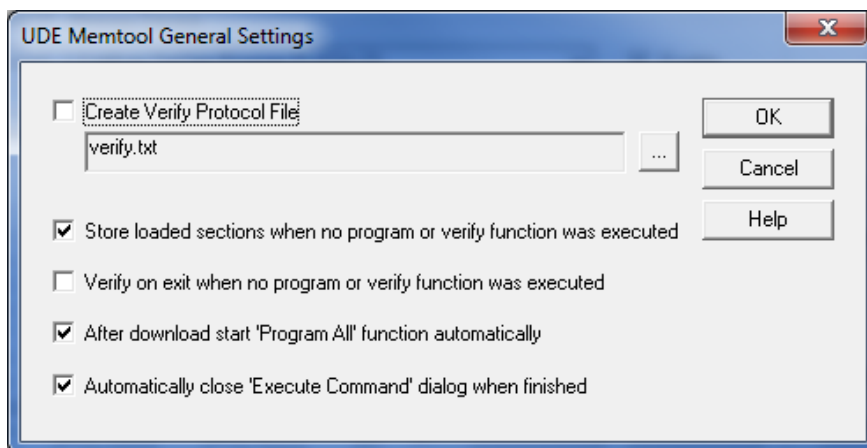 UDE Memtool General Settings
Create Verify Protocol File
OK
verify.txt
...
Cancel
Help
Store loaded sections when no program or verify function was executed
Verify on exit when no program or verify function was executed
After download start 'Program All' function automatically
Automatically close 'Execute Command' dialog when finished